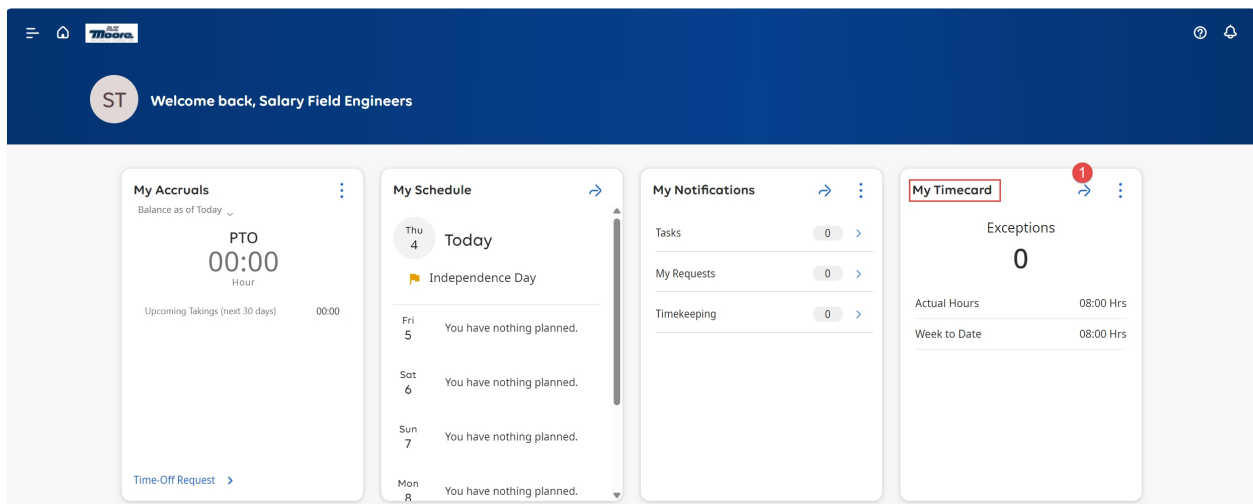 Moore
ST
Welcome back, Salary Field Engineers
My Accruals
Balance as of Today
PTO
00:00
Hour
Upcoming Takings (next 30 days) 00:00
Time-Off Request
My Schedule
Thu
4
Today
Independence Day
Fri
5
You have nothing planned.
Sat
6
You have nothing planned.
Sun
7
You have nothing planned.
Mon
8
You have nothing planned.
My Notifications
Tasks 0
My Requests 0
Timekeeping 0
1
My Timecard
Exceptions
0
Actual Hours 08:00 Hrs
Week to Date 08:00 Hrs